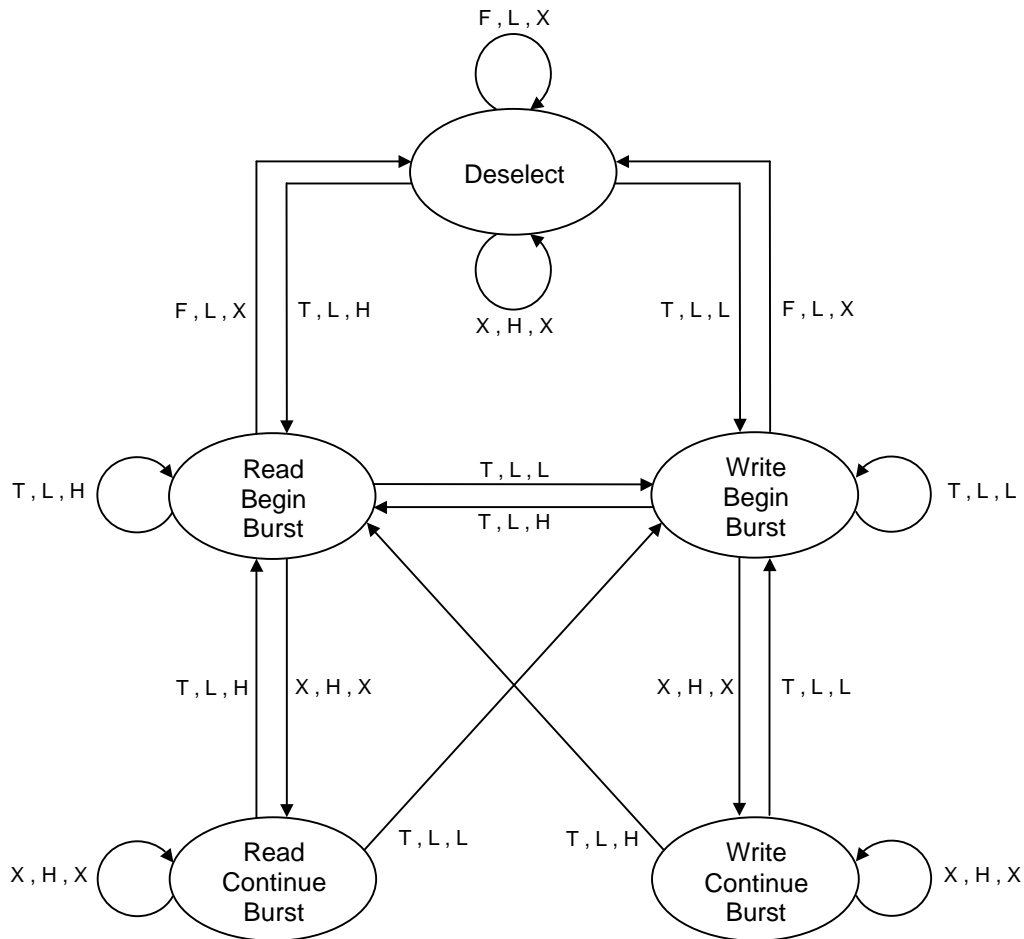 F , L , X
Deselect
X , H , X
F , L , X
T , L , H
T , L , L
F , L , X
T , L , H
Read
Begin
Burst
T , L , L
T , L , H
Write
Begin
Burst
T , L , L
T , L , H
X , H , X
X , H , X
T , L , L
X , H , X
Read
Continue
Burst
T , L , L
T , L , H
Write
Continue
Burst
X , H , X